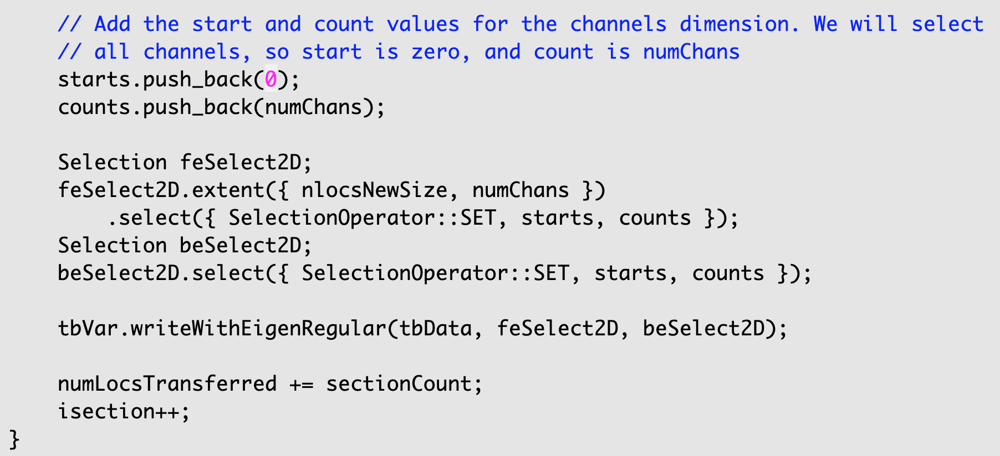 // Add the start and count values for the channels dimension. We will select
// all channels, so start is zero, and count is numChans
starts.push_back(0);
counts.push_back(numChans);
Selection feSelect2D;
feSelect2D.extent({ nlocsNewSize, numChans })
.select({ SelectionOperator::SET, starts, counts });
Selection beSelect2D;
beSelect2D.select({ SelectionOperator::SET, starts, counts });
tbVar.writeWithEigenRegular(tbData, feSelect2D, beSelect2D);
numLocsTransferred += sectionCount;
isection++;
}